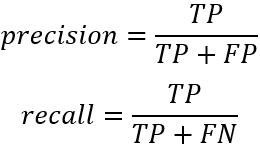 precision = TP / (TP + FP)
recall = TP / (TP + FN)